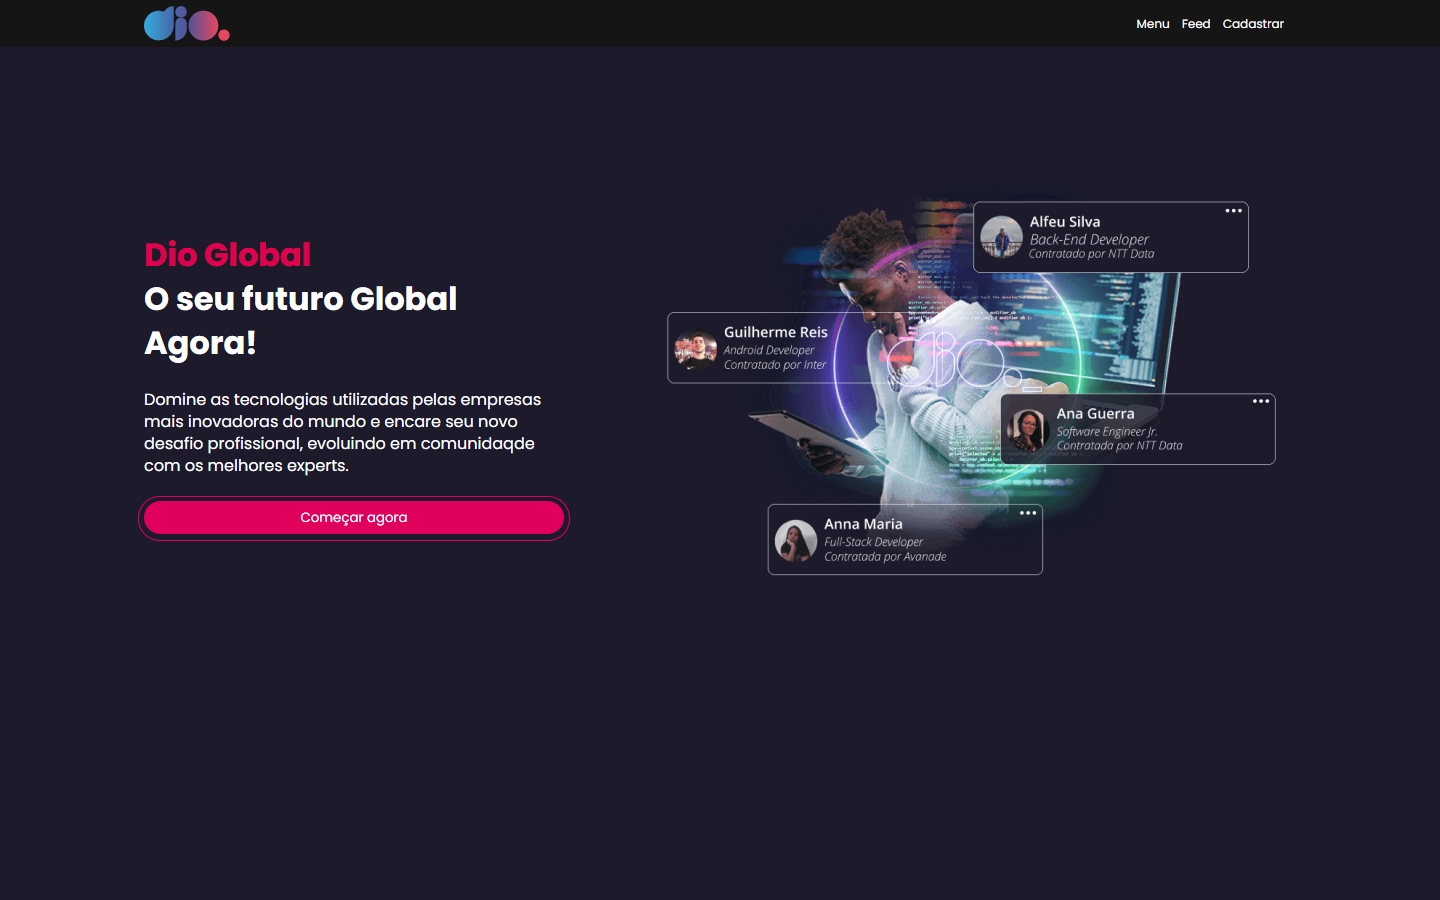 dio.
Menu Feed Cadastrar
Dio Global
O seu futuro Global
Agora!
Domine as tecnologias utilizadas pelas empresas
mais inovadoras do mundo e encare seu novo
desafio profissional, evoluindo em comunidaqde
com os melhores experts.
Começar agora
Alfeu Silva
Back-End Developer
Contratado por NTT Data
Guilherme Reis
Android Developer
Contratado por Inter
dio.
Ana Guerra
Software Engineer Jr.
Contratada por NTT Data
Anna Maria
Full-Stack Developer
Contratada por Avanade